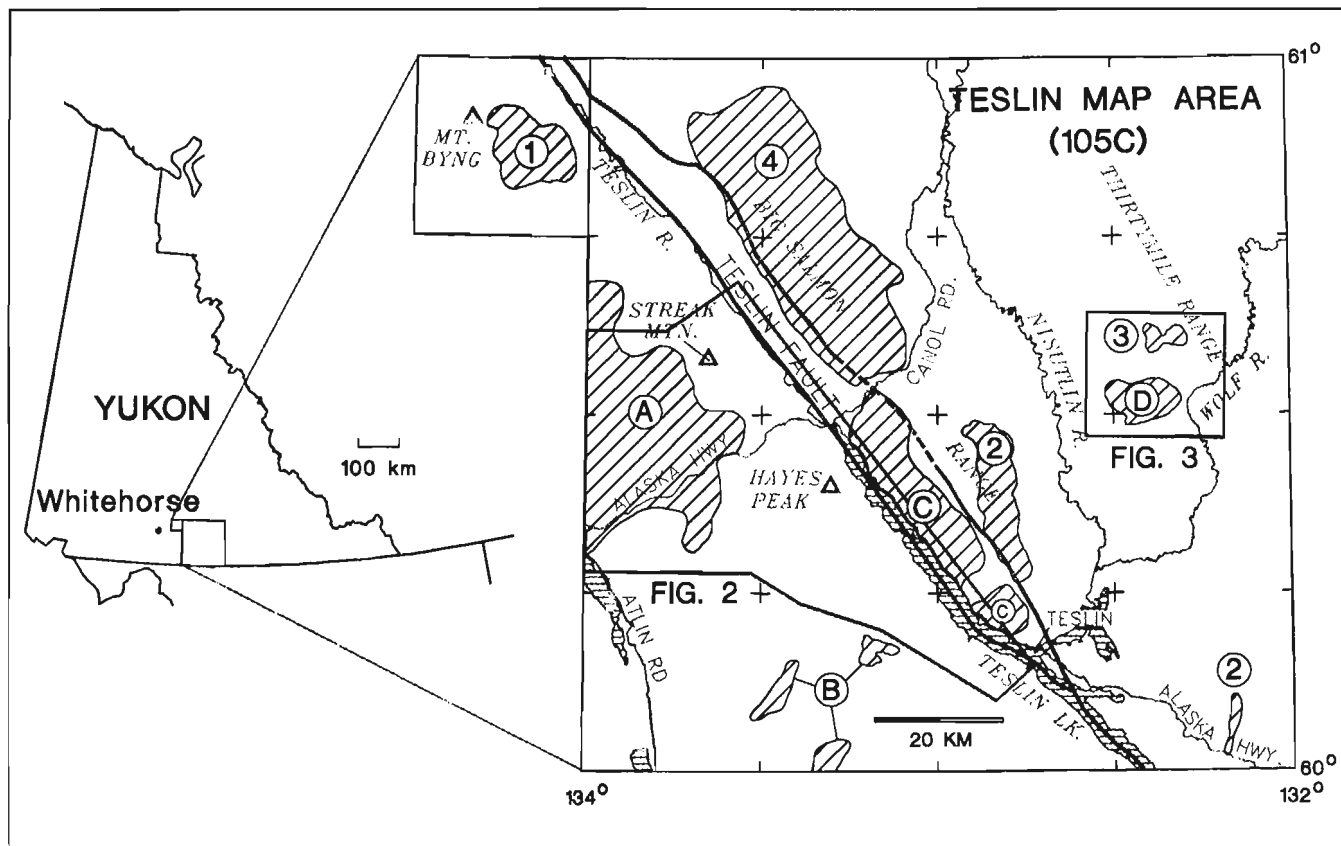 61°
TESLIN MAP AREA
(105C)
MT.
BYNG
1
4
TESLIN R.
BIG SALMON
THIRTYMILE RANGE
TESLIN FAULT
STREAK
MTN.
CANOL RD.
NISUTLIN R.
3
D
WOLF R.
FIG. 3
YUKON
100 km
Whitehorse
A
ALASKA HWY
HAYES
PEAK
RANGE
2
C
FIG. 2
C
TESLIN
ATLIN RD
B
TESLIN LK.
20 KM
2
ALASKA
HWY
60°
134°
132°